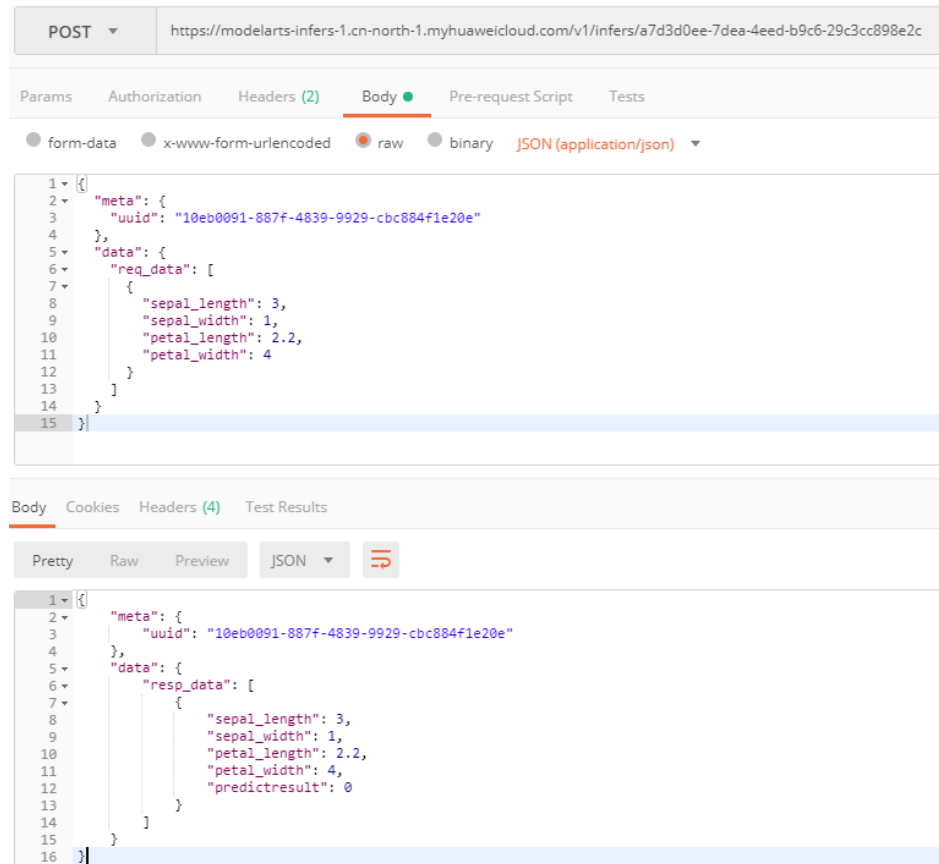 POST https://modelarts-infers-1.cn-north-1.myhuaweicloud.com/v1/infers/a7d3d0ee-7dea-4eed-b9c6-29c3cc898e2c
Params Authorization Headers (2) Body Pre-request Script Tests
form-data x-www-form-urlencoded raw binary JSON (application/json)
1 {
2 "meta": {
3 "uuid": "10eb0091-887f-4839-9929-cbc884f1e20e"
4 },
5 "data": {
6 "req_data": [
7 {
8 "sepal_length": 3,
9 "sepal_width": 1,
10 "petal_length": 2.2,
11 "petal_width": 4
12 }
13 ]
14 }
15 }
Body Cookies Headers (4) Test Results
Pretty Raw Preview JSON
1 {
2 "meta": {
3 "uuid": "10eb0091-887f-4839-9929-cbc884f1e20e"
4 },
5 "data": {
6 "resp_data": [
7 {
8 "sepal_length": 3,
9 "sepal_width": 1,
10 "petal_length": 2.2,
11 "petal_width": 4,
12 "predictresult": 0
13 }
14 ]
15 }
16 }